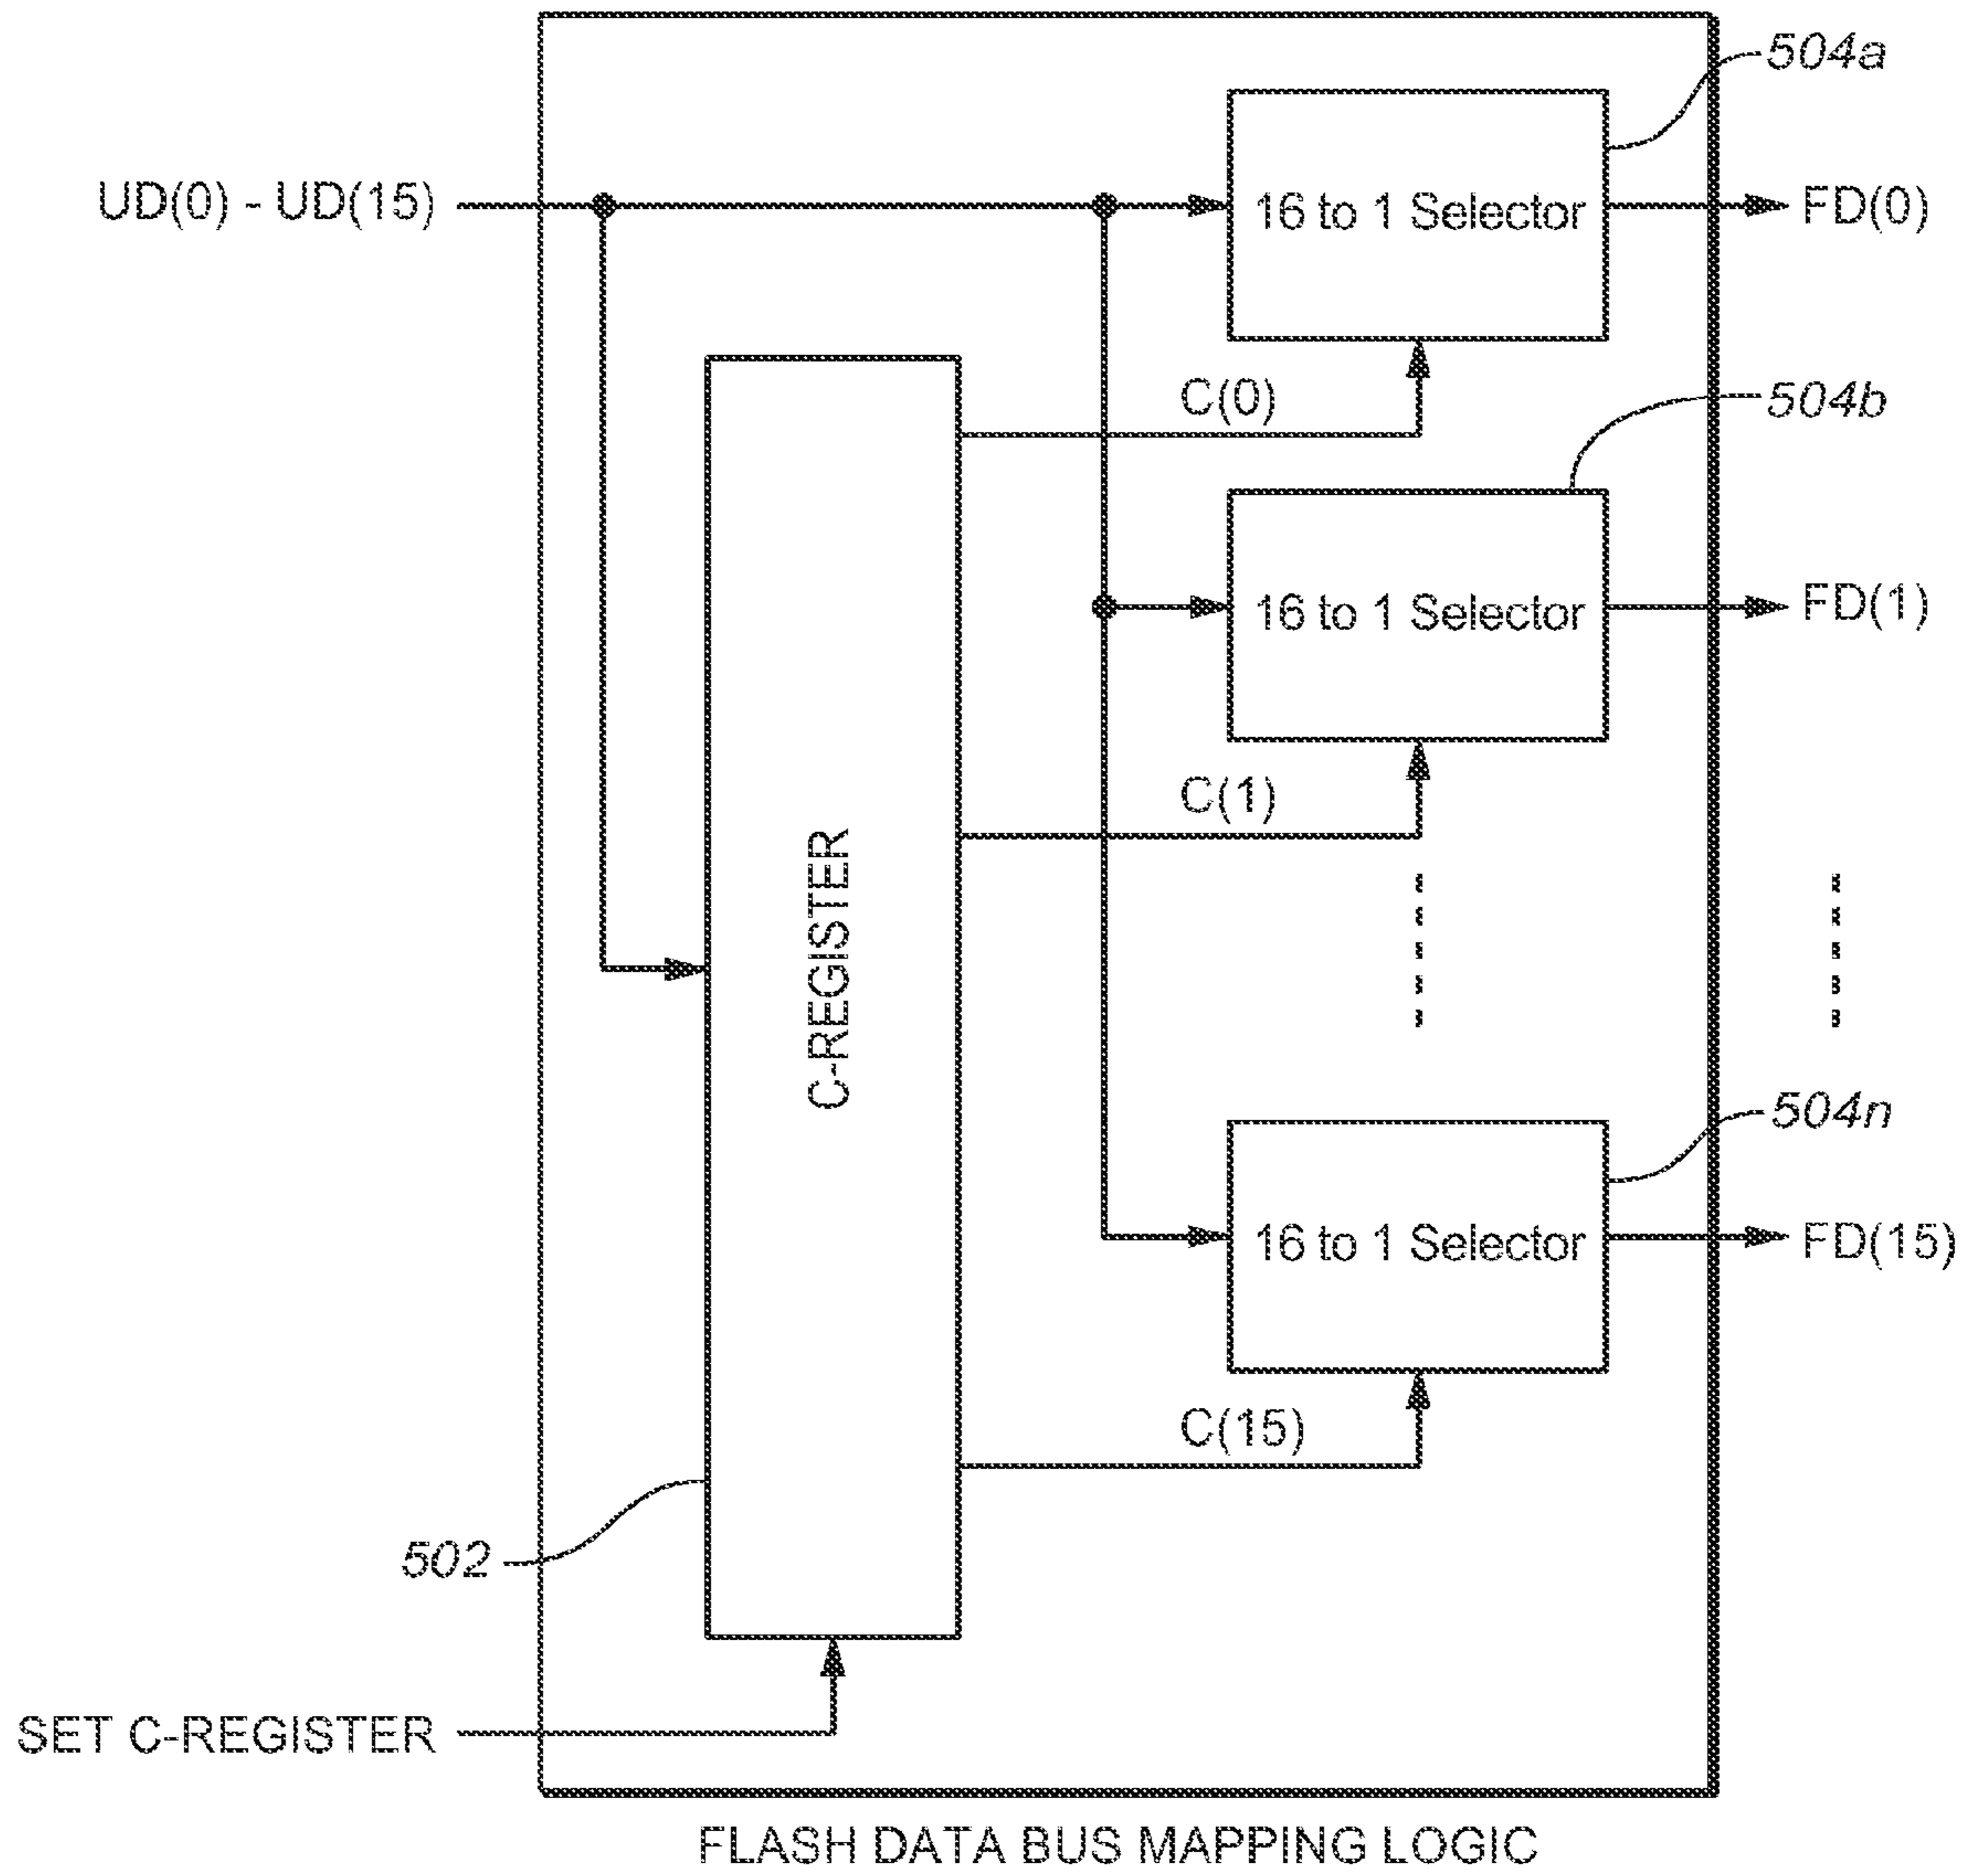 504a
UD(0) - UD(15)
16 to 1 Selector
FD(0)
C(0)
504b
16 to 1 Selector
FD(1)
C(1)
C-REGISTER
504n
16 to 1 Selector
FD(15)
C(15)
502
SET C-REGISTER
FLASH DATA BUS MAPPING LOGIC